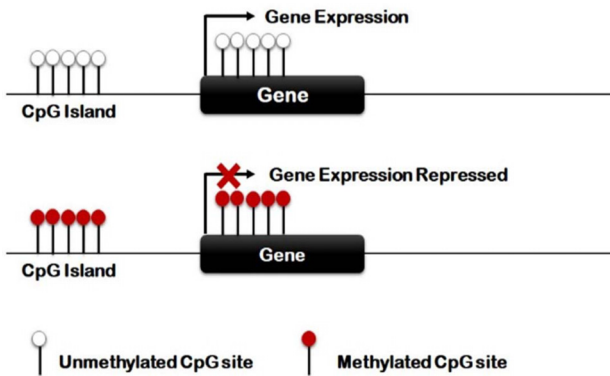 Gene Expression
Gene
CpG Island
Gene Expression Repressed
Gene
CpG Island
Unmethylated CpG site
Methylated CpG site